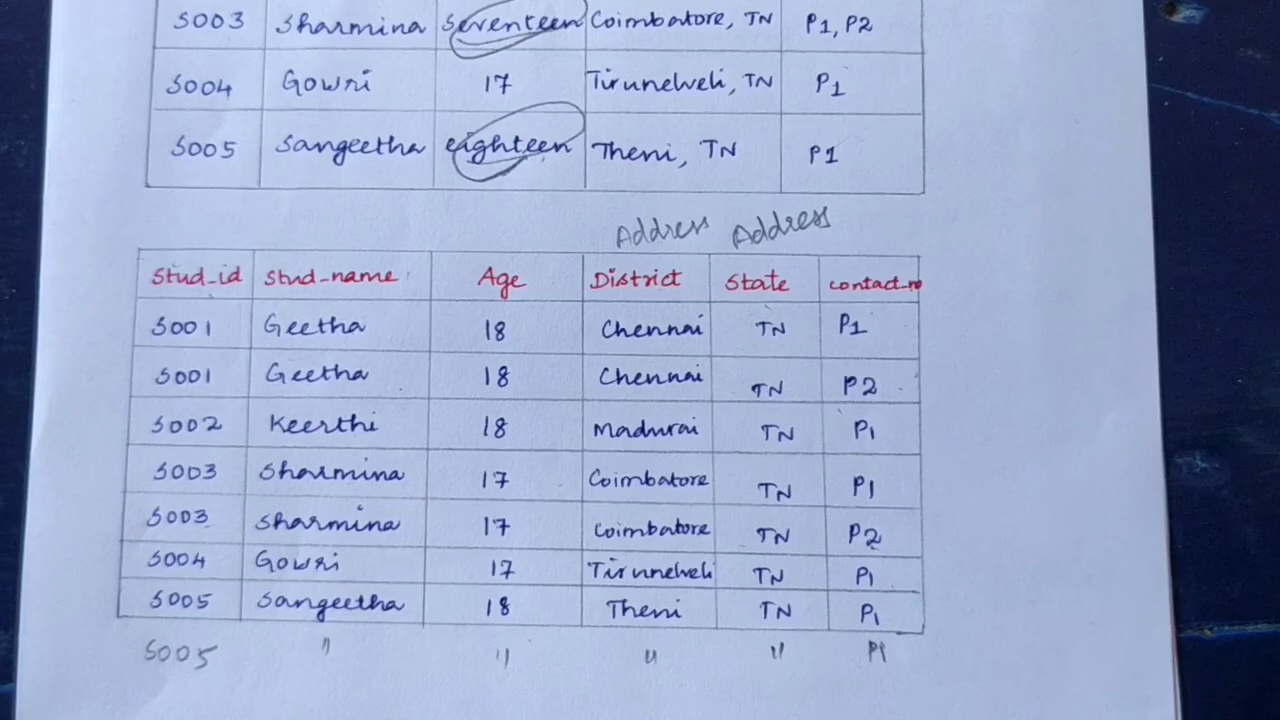 S003 Sharmina seventeen Coimbatore, TN P1, P2
S004 Gowri 17 Tirunelveli, TN P1
S005 Sangeetha eighteen Theni, TN P1
Address Address
Stud_id Stud_name Age District State contact_no
S001 Geetha 18 Chennai TN P1
S001 Geetha 18 Chennai TN P2
S002 Keerthi 18 Madurai TN P1
S003 Sharmina 17 Coimbatore TN P1
S003 Sharmina 17 Coimbatore TN P2
S004 Gowri 17 Tirunelveli TN P1
S005 Sangeetha 18 Theni TN P1
S005 " " " " P1